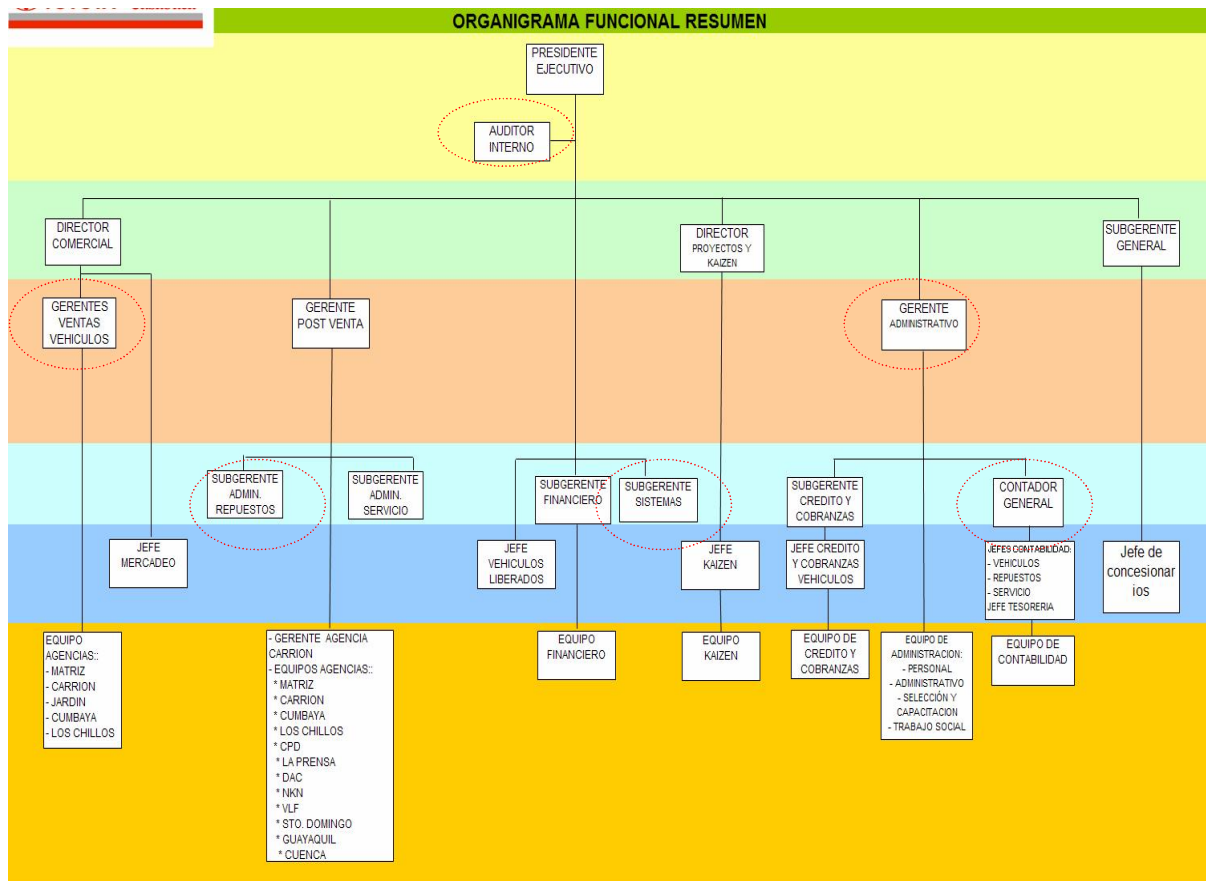 ORGANIGRAMA FUNCIONAL RESUMEN
PRESIDENTE
EJECUTIVO
AUDITOR
INTERNO
DIRECTOR
COMERCIAL
DIRECTOR
PROYECTOS Y
KAIZEN
SUBGERENTE
GENERAL
GERENTES
VENTAS
VEHICULOS
GERENTE
POST VENTA
GERENTE
ADMINISTRATIVO
SUBGERENTE
ADMIN.
REPUESTOS
SUBGERENTE
ADMIN.
SERVICIO
SUBGERENTE
FINANCIERO
SUBGERENTE
SISTEMAS
SUBGERENTE
CREDITO Y
COBRANZAS
CONTADOR
GENERAL
JEFE
MERCADEO
JEFE
VEHICULOS
LIBERADOS
JEFE
KAIZEN
JEFE CREDITO
Y COBRANZAS
VEHICULOS
JEFES CONTABILIDAD:
- VEHICULOS
- REPUESTOS
- SERVICIO
JEFE TESORERIA
Jefe de
concesionar
ios
EQUIPO
AGENCIAS::
- MATRIZ
- CARRION
- JARDIN
- CUMBAYA
- LOS CHILLOS
- GERENTE AGENCIA
CARRION
- EQUIPOS AGENCIAS::
* MATRIZ
* CARRION
* CUMBAYA
* LOS CHILLOS
* CPD
* LA PRENSA
* DAC
* NKN
* VLF
* STO. DOMINGO
* GUAYAQUIL
* CUENCA
EQUIPO
FINANCIERO
EQUIPO
KAIZEN
EQUIPO DE
CREDITO Y
COBRANZAS
EQUIPO DE
ADMINISTRACION:
- PERSONAL
- ADMINISTRATIVO
- SELECCIÓN Y
CAPACITACION
- TRABAJO SOCIAL
EQUIPO DE
CONTABILIDAD